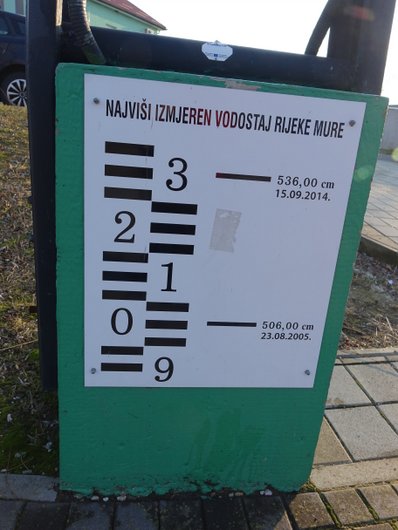 NAJVIŠI IZMJEREN VODOSTAJ RIJEKE MURE
3
536,00 cm
15.09.2014.
2
1
0
506,00 cm
23.08.2005.
9